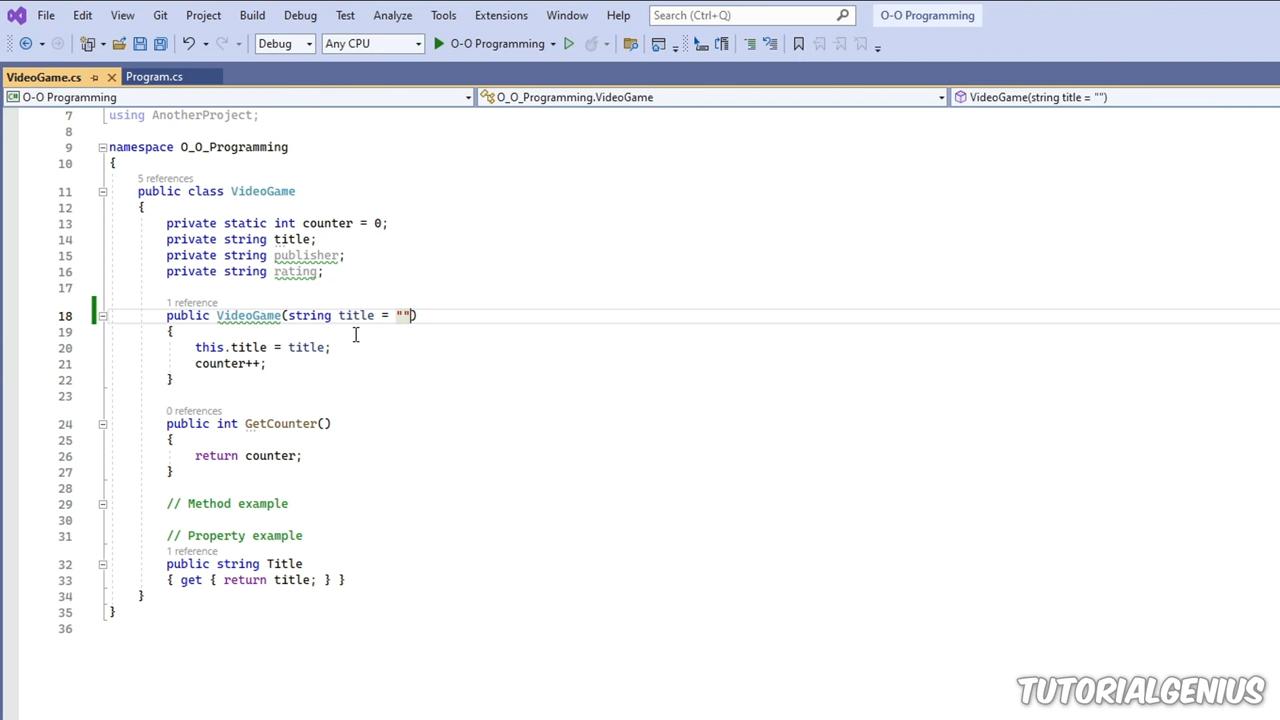 File Edit View Git Project Build Debug Test Analyze Tools Extensions Window Help Search (Ctrl+Q) O-O Programming
Debug Any CPU O-O Programming
VideoGame.cs Program.cs
O-O Programming O_O_Programming.VideoGame VideoGame(string title = "")
7 using AnotherProject;
8
9 namespace O_O_Programming
10 {
5 references
11 public class VideoGame
12 {
13 private static int counter = 0;
14 private string title;
15 private string publisher;
16 private string rating;
17
1 reference
18 public VideoGame(string title = "")
19 {
20 this.title = title;
21 counter++;
22 }
23
0 references
24 public int GetCounter()
25 {
26 return counter;
27 }
28
29 // Method example
30
31 // Property example
1 reference
32 public string Title
33 { get { return title; } }
34 }
35 }
36
TUTORIALGENIUS